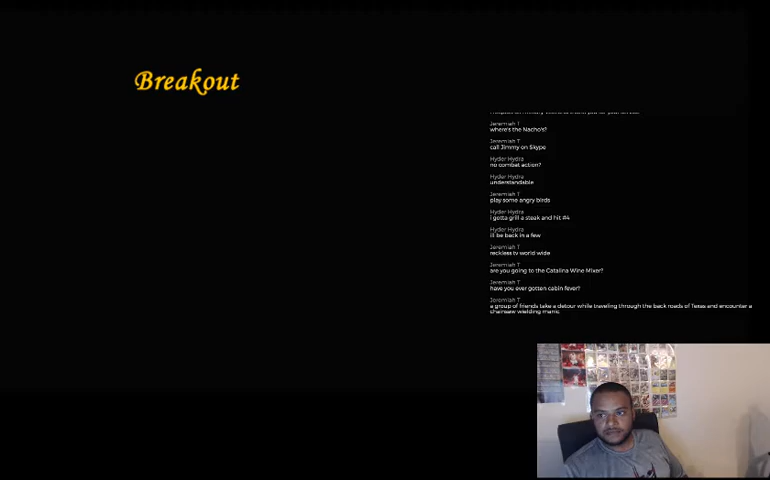 Breakout
Jeremiah T
where's the Nacho's?
Jeremiah T
call Jimmy on Skype
Hyder Hydra
no combat action?
Hyder Hydra
understandable
Jeremiah T
play some angry birds
Hyder Hydra
i gotta grill a steak and hit #4
Hyder Hydra
ill be back in a few
Jeremiah T
reckless tv world wide
Jeremiah T
are you going to the Catalina Wine Mixer?
Jeremiah T
have you ever gotten cabin fever?
Jeremiah T
a group of friends take a detour while traveling through the back roads of Texas and encounter a
chainsaw wielding manic